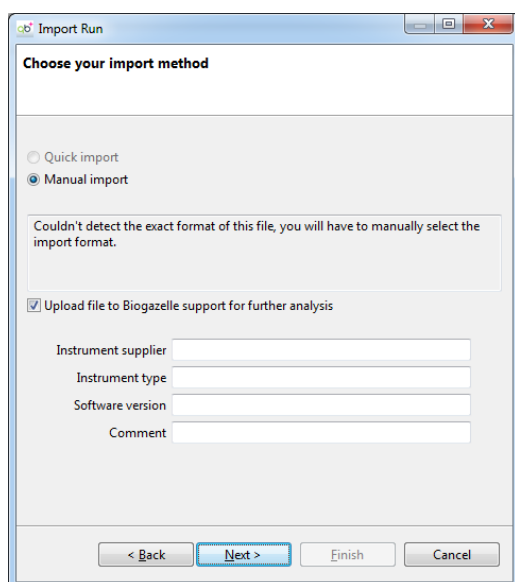 qb+ Import Run
Choose your import method
Quick import
Manual import
Couldn't detect the exact format of this file, you will have to manually select the
import format.
Upload file to Biogazelle support for further analysis
Instrument supplier
Instrument type
Software version
Comment
< Back Next > Finish Cancel